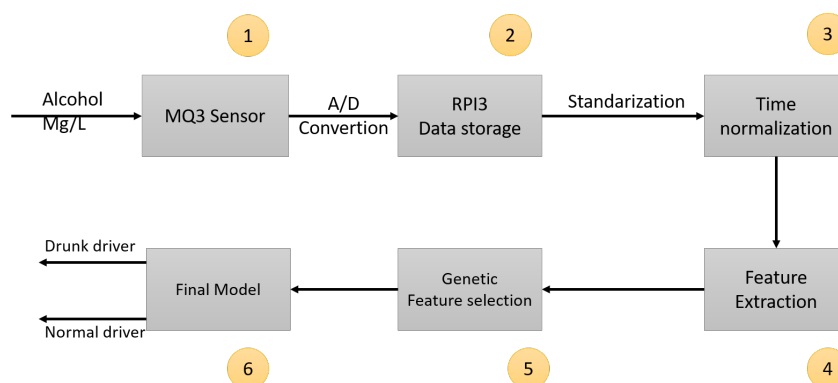 1
2
3
Alcohol
Mg/L
MQ3 Sensor
A/D
Convertion
RPI3
Data storage
Standarization
Time
normalization
Drunk driver
Normal driver
Final Model
Genetic
Feature selection
Feature
Extraction
6
5
4